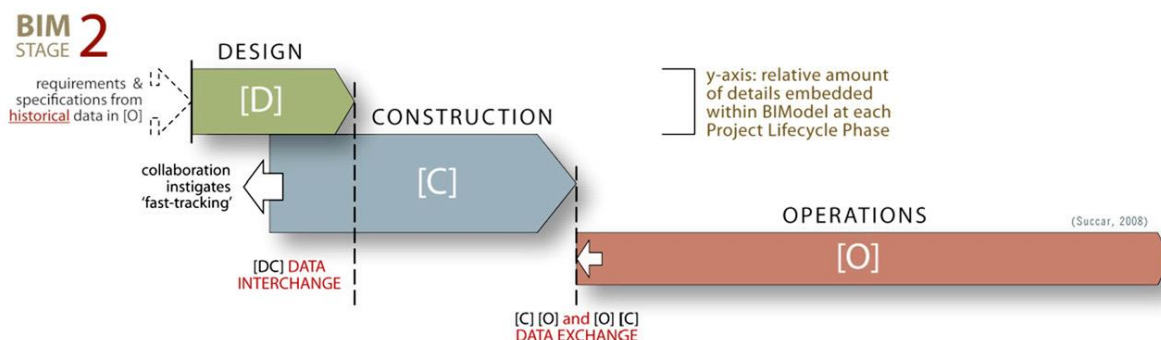 BIM
STAGE 2
DESIGN
requirements &
specifications from
historical data in [O]
[D]
y-axis: relative amount
of details embedded
within BIModel at each
Project Lifecycle Phase
CONSTRUCTION
collaboration
instigates
'fast-tracking'
[C]
OPERATIONS
(Succar, 2008)
[O]
[DC] DATA
INTERCHANGE
[C] [O] and [O] [C]
DATA EXCHANGE